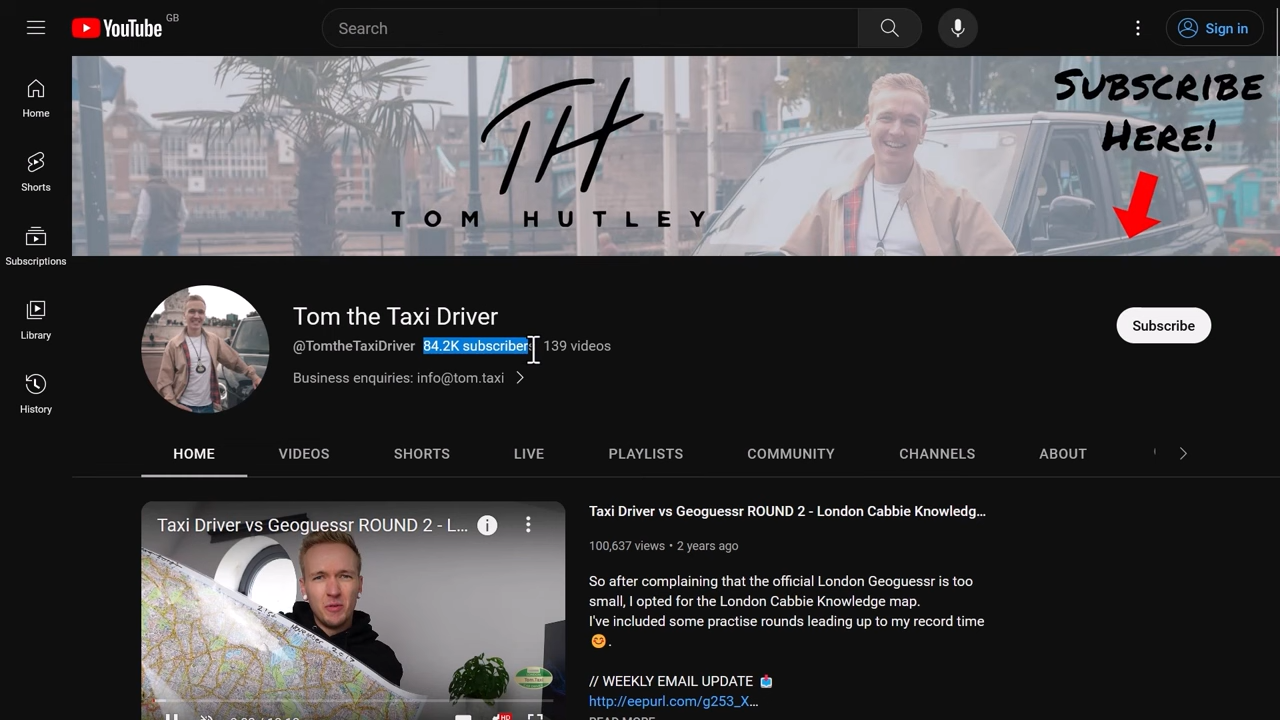 YouTube GB
Search
Sign in
Home
Shorts
Subscriptions
Library
History
TH
TOM HUTLEY
SUBSCRIBE
HERE!
Tom the Taxi Driver
@TomtheTaxiDriver 84.2K subscribers 139 videos
Business enquiries: info@tom.taxi
Subscribe
HOME VIDEOS SHORTS LIVE PLAYLISTS COMMUNITY CHANNELS ABOUT
Taxi Driver vs Geoguessr ROUND 2 - L...
Taxi Driver vs Geoguessr ROUND 2 - London Cabbie Knowledg...
100,637 views • 2 years ago
So after complaining that the official London Geoguessr is too
small, I opted for the London Cabbie Knowledge map.
I've included some practise rounds leading up to my record time
😊.
// WEEKLY EMAIL UPDATE 📩
http://eepurl.com/g253_X...
READ MORE
HD